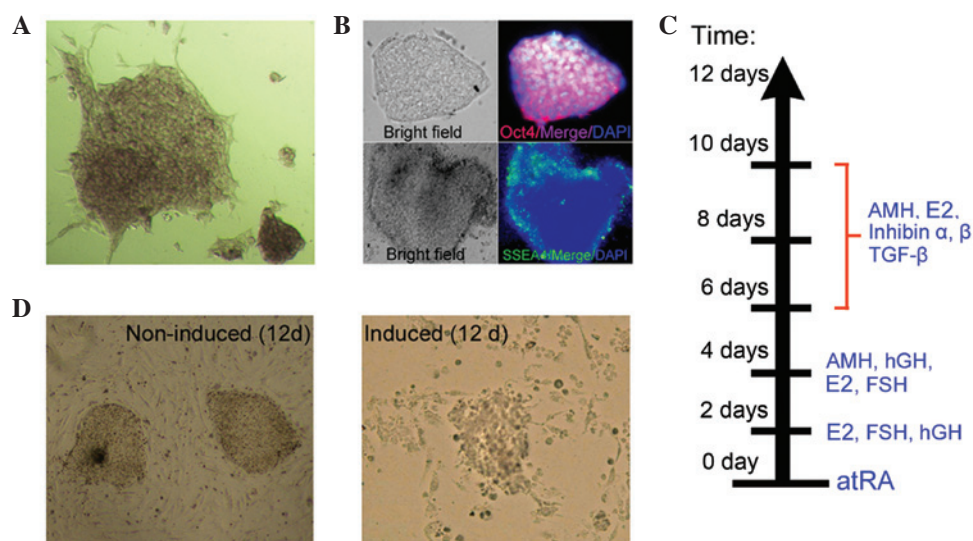 A
B
Bright field
Oct4/Merge/DAPI
Bright field
SSEA4/Merge/DAPI
C
Time:
12 days
10 days
8 days
6 days
4 days
2 days
0 day
AMH, E2,
Inhibin α, β
TGF-β
AMH, hGH,
E2, FSH
E2, FSH, hGH
atRA
D
Non-induced (12d)
Induced (12 d)